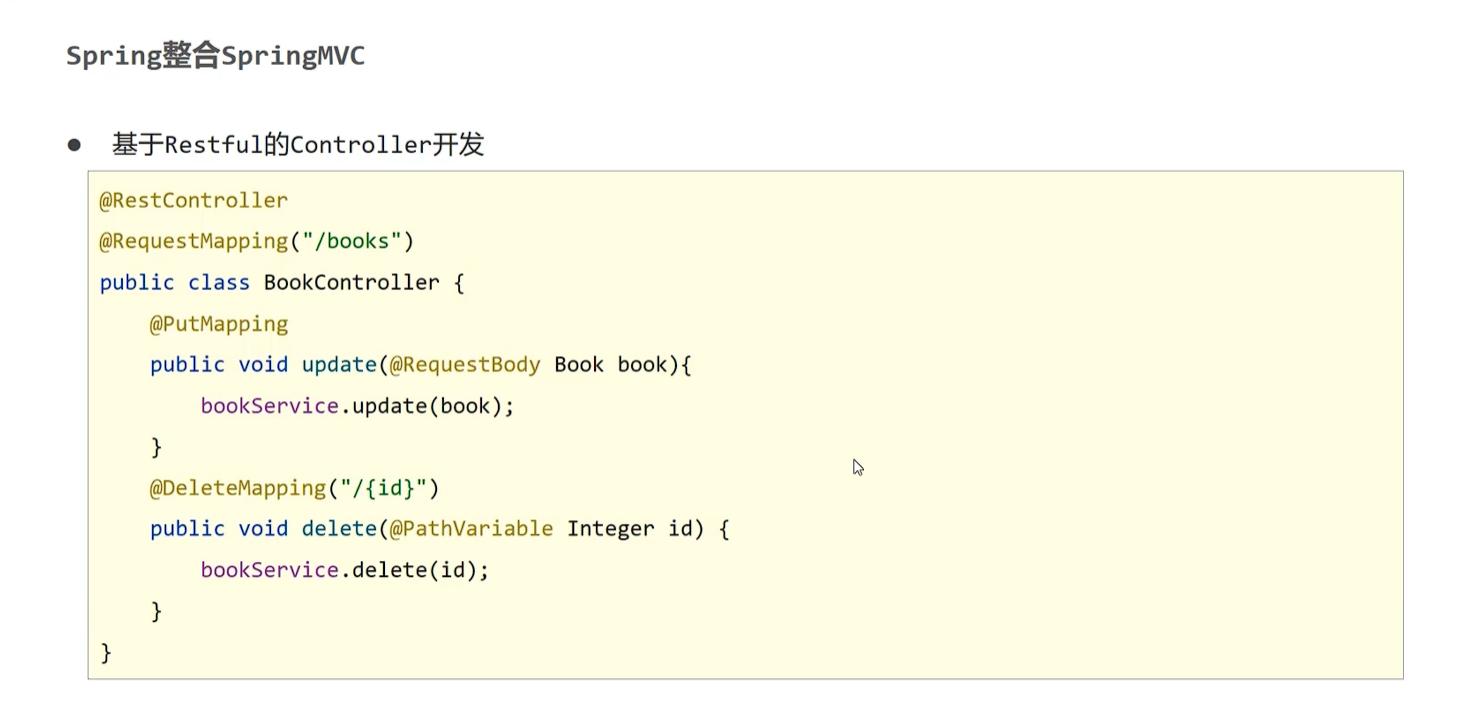 Spring整合SpringMVC
● 基于Restful的Controller开发
@RestController
@RequestMapping("/books")
public class BookController {
    @PutMapping
    public void update(@RequestBody Book book){
        bookService.update(book);
    }
    @DeleteMapping("/{id}")
    public void delete(@PathVariable Integer id) {
        bookService.delete(id);
    }
}